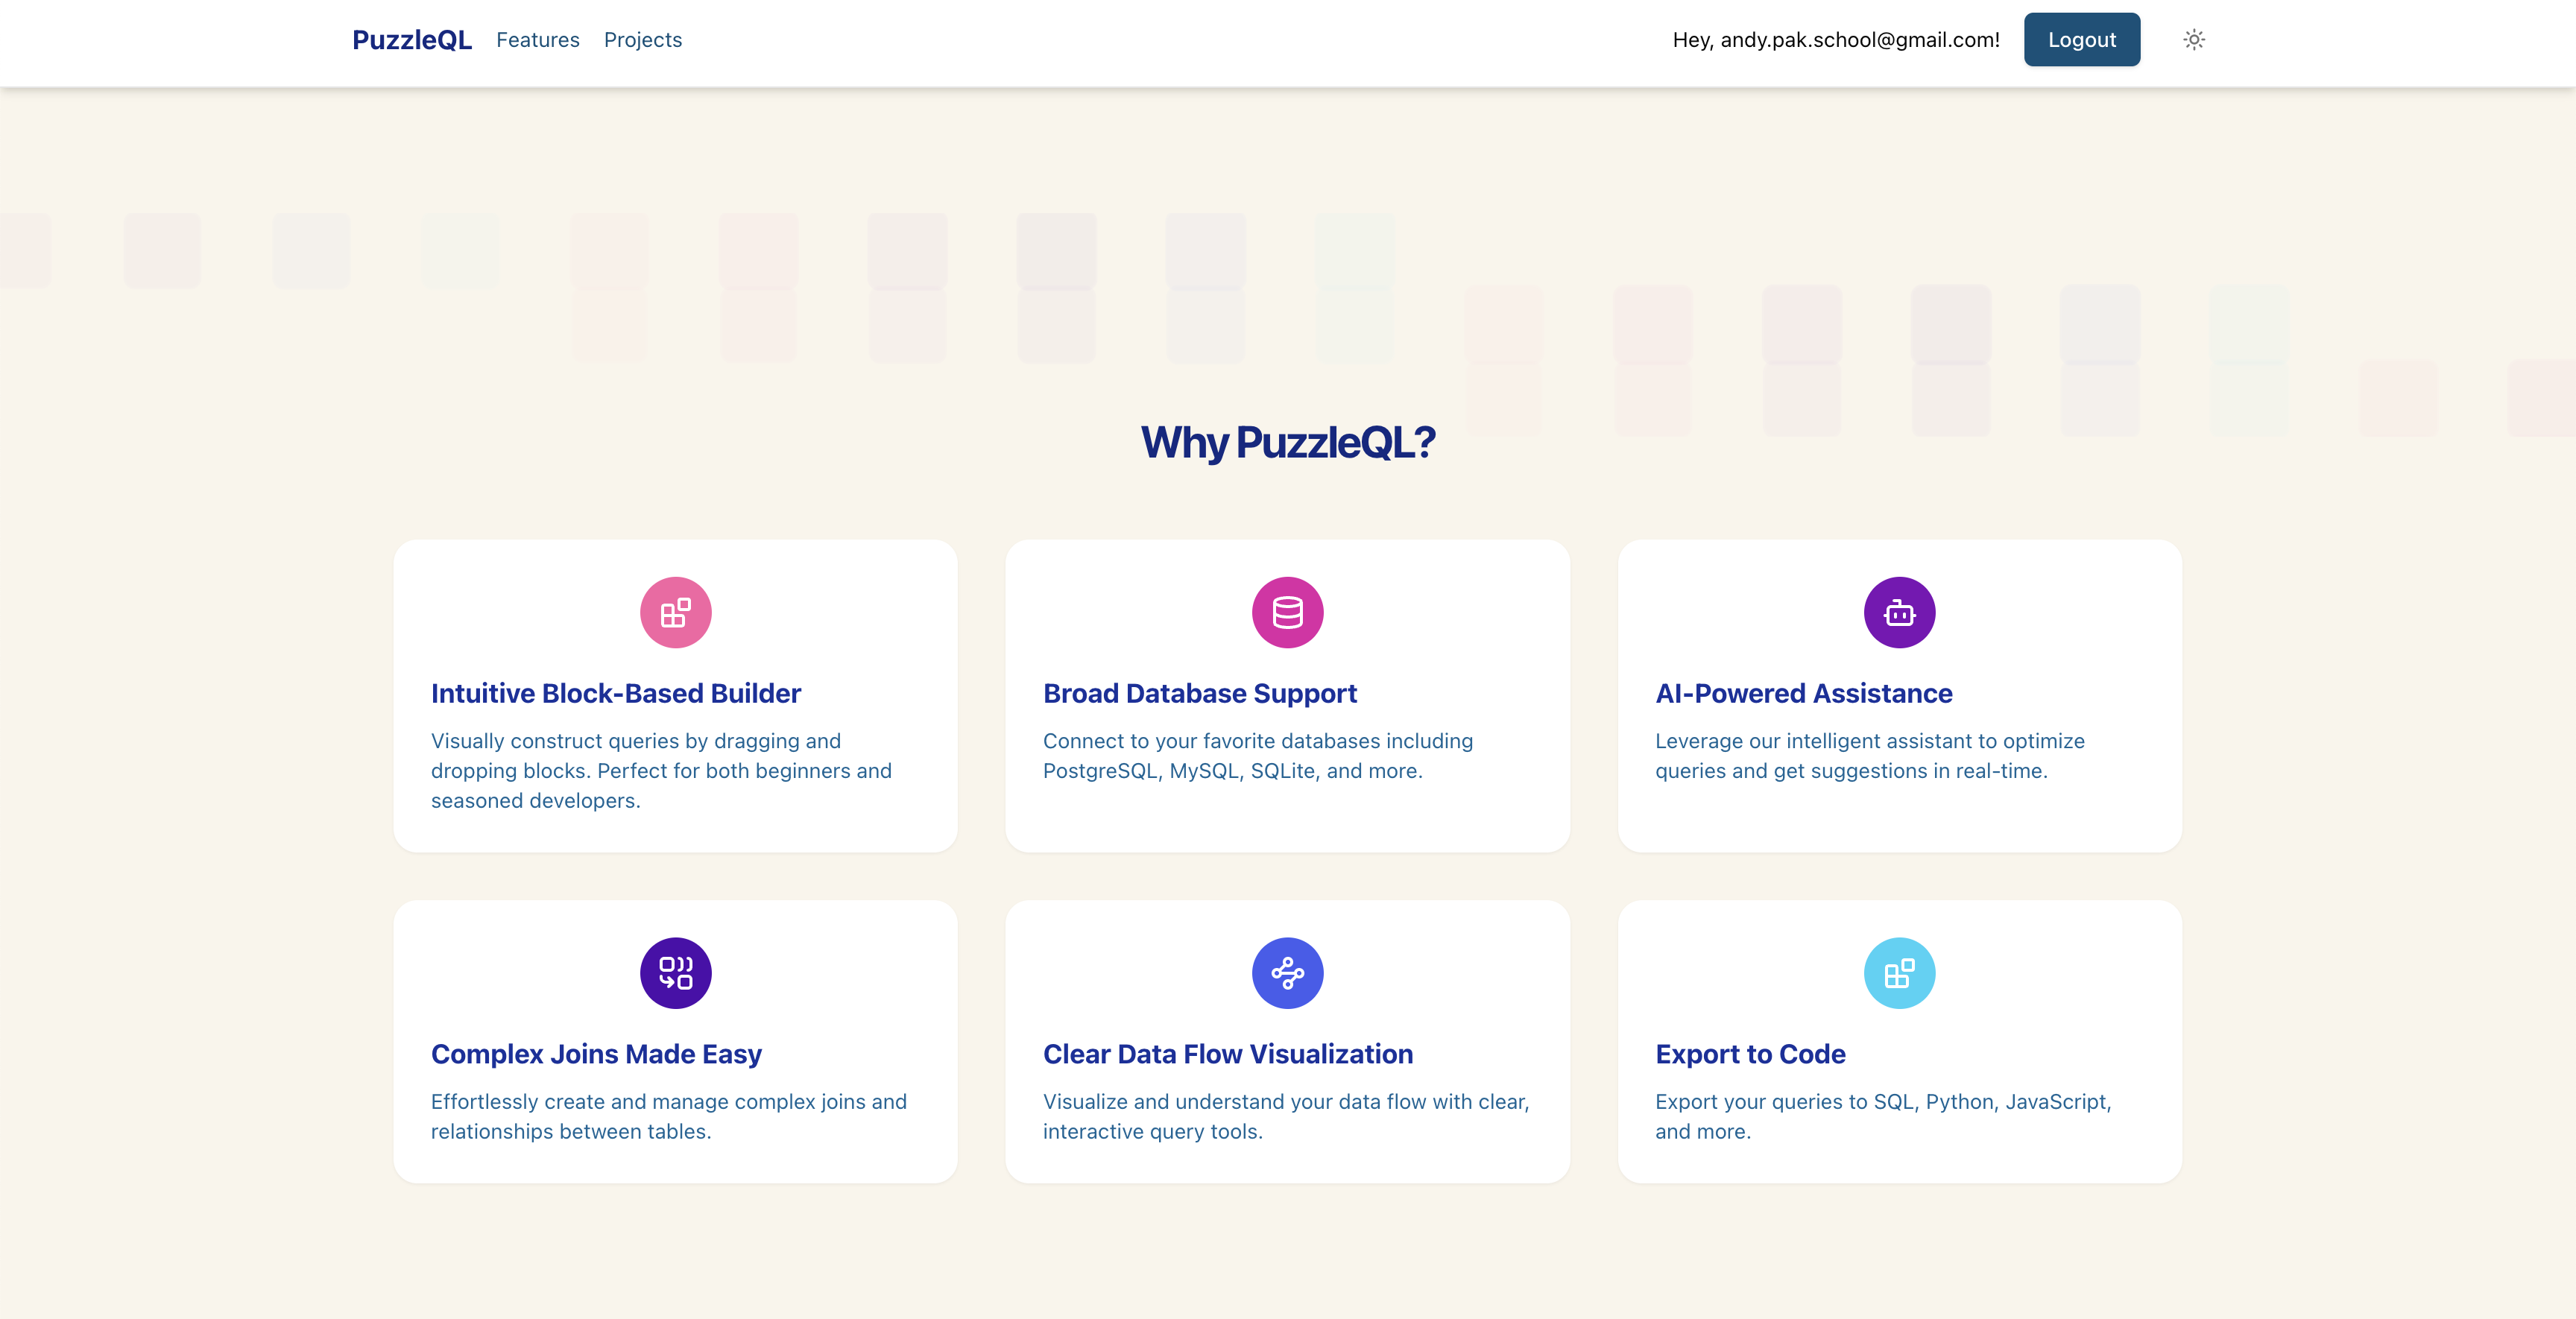 PuzzleQL Features Projects Hey, andy.pak.school@gmail.com! Logout
Why PuzzleQL?
Intuitive Block-Based Builder
Visually construct queries by dragging and
dropping blocks. Perfect for both beginners and
seasoned developers.
Broad Database Support
Connect to your favorite databases including
PostgreSQL, MySQL, SQLite, and more.
AI-Powered Assistance
Leverage our intelligent assistant to optimize
queries and get suggestions in real-time.
Complex Joins Made Easy
Effortlessly create and manage complex joins and
relationships between tables.
Clear Data Flow Visualization
Visualize and understand your data flow with clear,
interactive query tools.
Export to Code
Export your queries to SQL, Python, JavaScript,
and more.